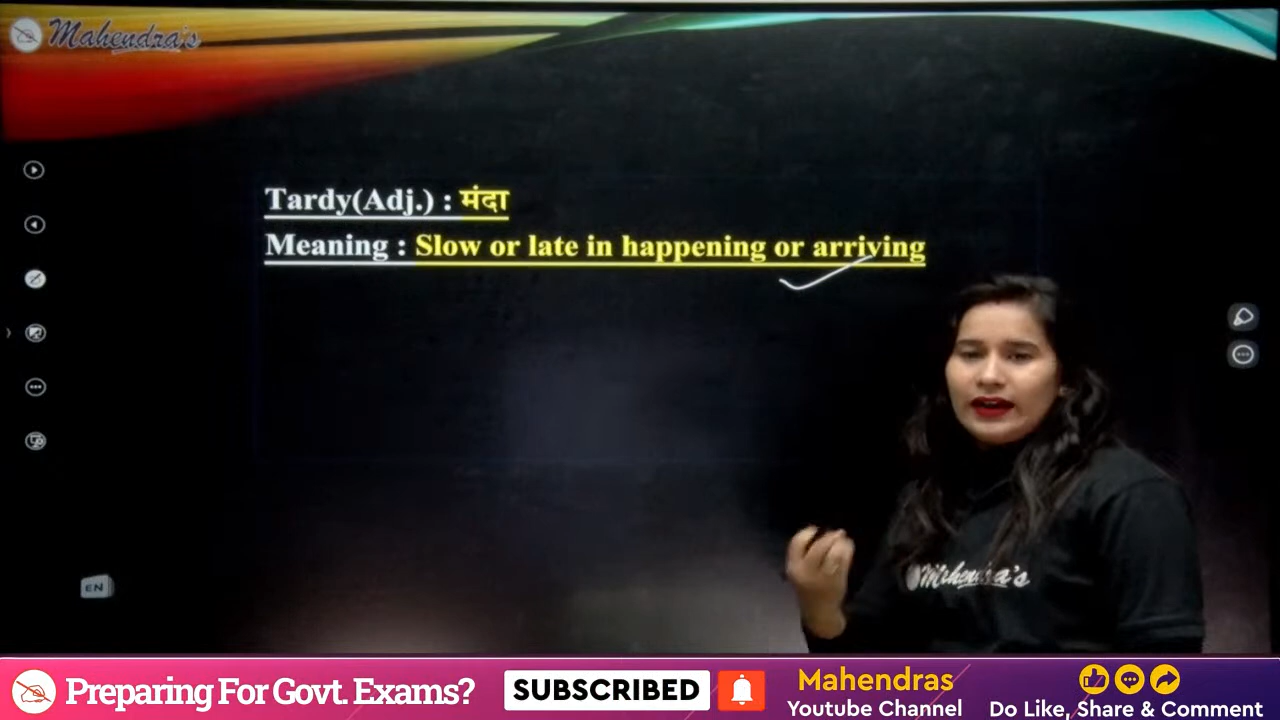 Mahendra's
Tardy(Adj.) : मंदा
Meaning : Slow or late in happening or arriving
Mahendra's
EN
Preparing For Govt. Exams?
SUBSCRIBED
Mahendras
Youtube Channel
Do Like, Share & Comment